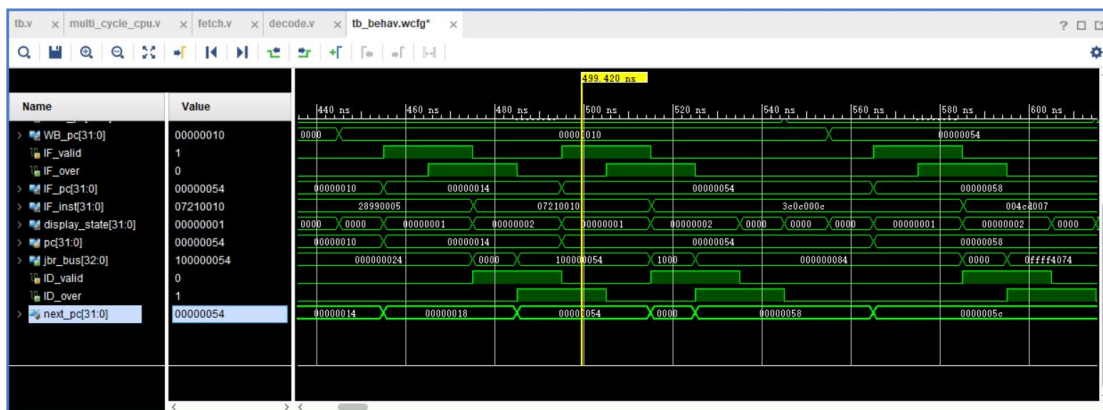 tb.v × multi_cycle_cpu.v × fetch.v × decode.v × tb_behav.wcfg* ×
499.420 ns
Name Value
440 ns 460 ns 480 ns 500 ns 520 ns 540 ns 560 ns 580 ns 600 ns
WB_pc[31:0] 00000010 0000 00000010 00000054
IF_valid 1
IF_over 0
IF_pc[31:0] 00000054 00000010 00000014 00000054 00000058
IF_inst[31:0] 07210010 28990005 07210010 3c0c000c
display_state[31:0] 00000001 0000 0000 00000001 00000002 00000001 00000002 0000 0000 0000 00000001 00000002 0000
pc[31:0] 00000054 00000010 00000014 00000054 00000058
jbr_bus[32:0] 100000054 000000024 0000 100000054 1000 000000084 0000 0ffff4074
ID_valid 0
ID_over 1
next_pc[31:0] 00000054 00000014 00000018 00000054 0000 00000058 0000005c